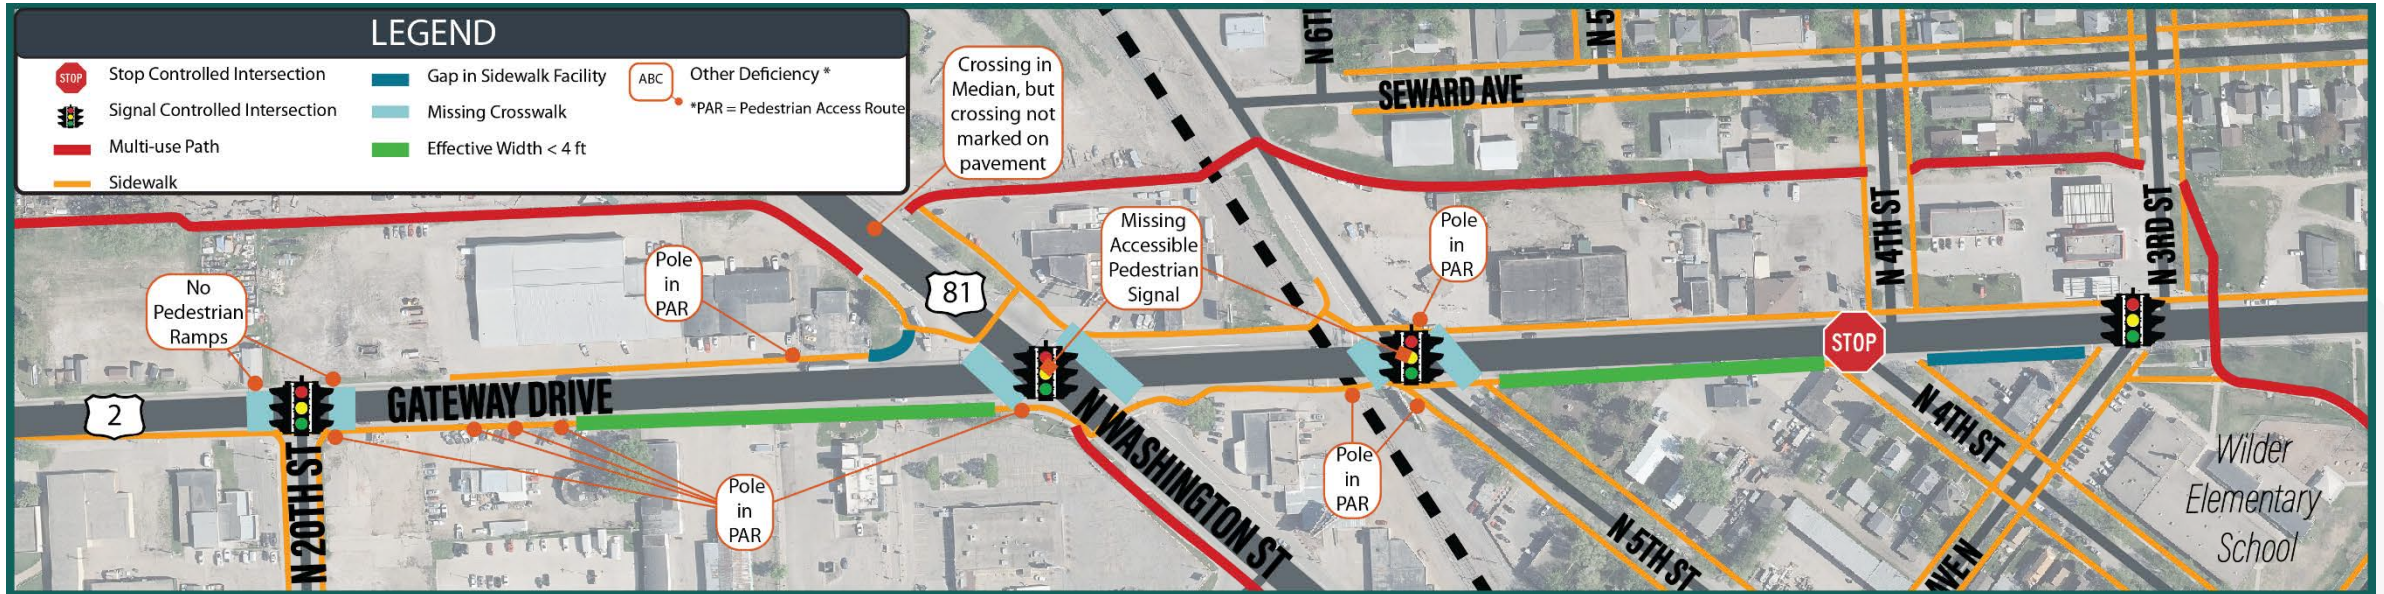 LEGEND
STOP
Stop Controlled Intersection
Signal Controlled Intersection
Multi-use Path
Sidewalk
Gap in Sidewalk Facility
Missing Crosswalk
Effective Width < 4 ft
ABC
Other Deficiency *
*PAR = Pedestrian Access Route
Crossing in
Median, but
crossing not
marked on
pavement
N 6T
N 5
SEWARD AVE
No
Pedestrian
Ramps
Pole
in
PAR
81
Missing
Accessible
Pedestrian
Signal
Pole
in
PAR
N 4TH ST
N 3RD ST
STOP
2
GATEWAY DRIVE
N 20TH ST
Pole
in
PAR
N WASHINGTON ST
Pole
in
PAR
N 5TH ST
N 4TH ST
AVEN
Wilder
Elementary
School